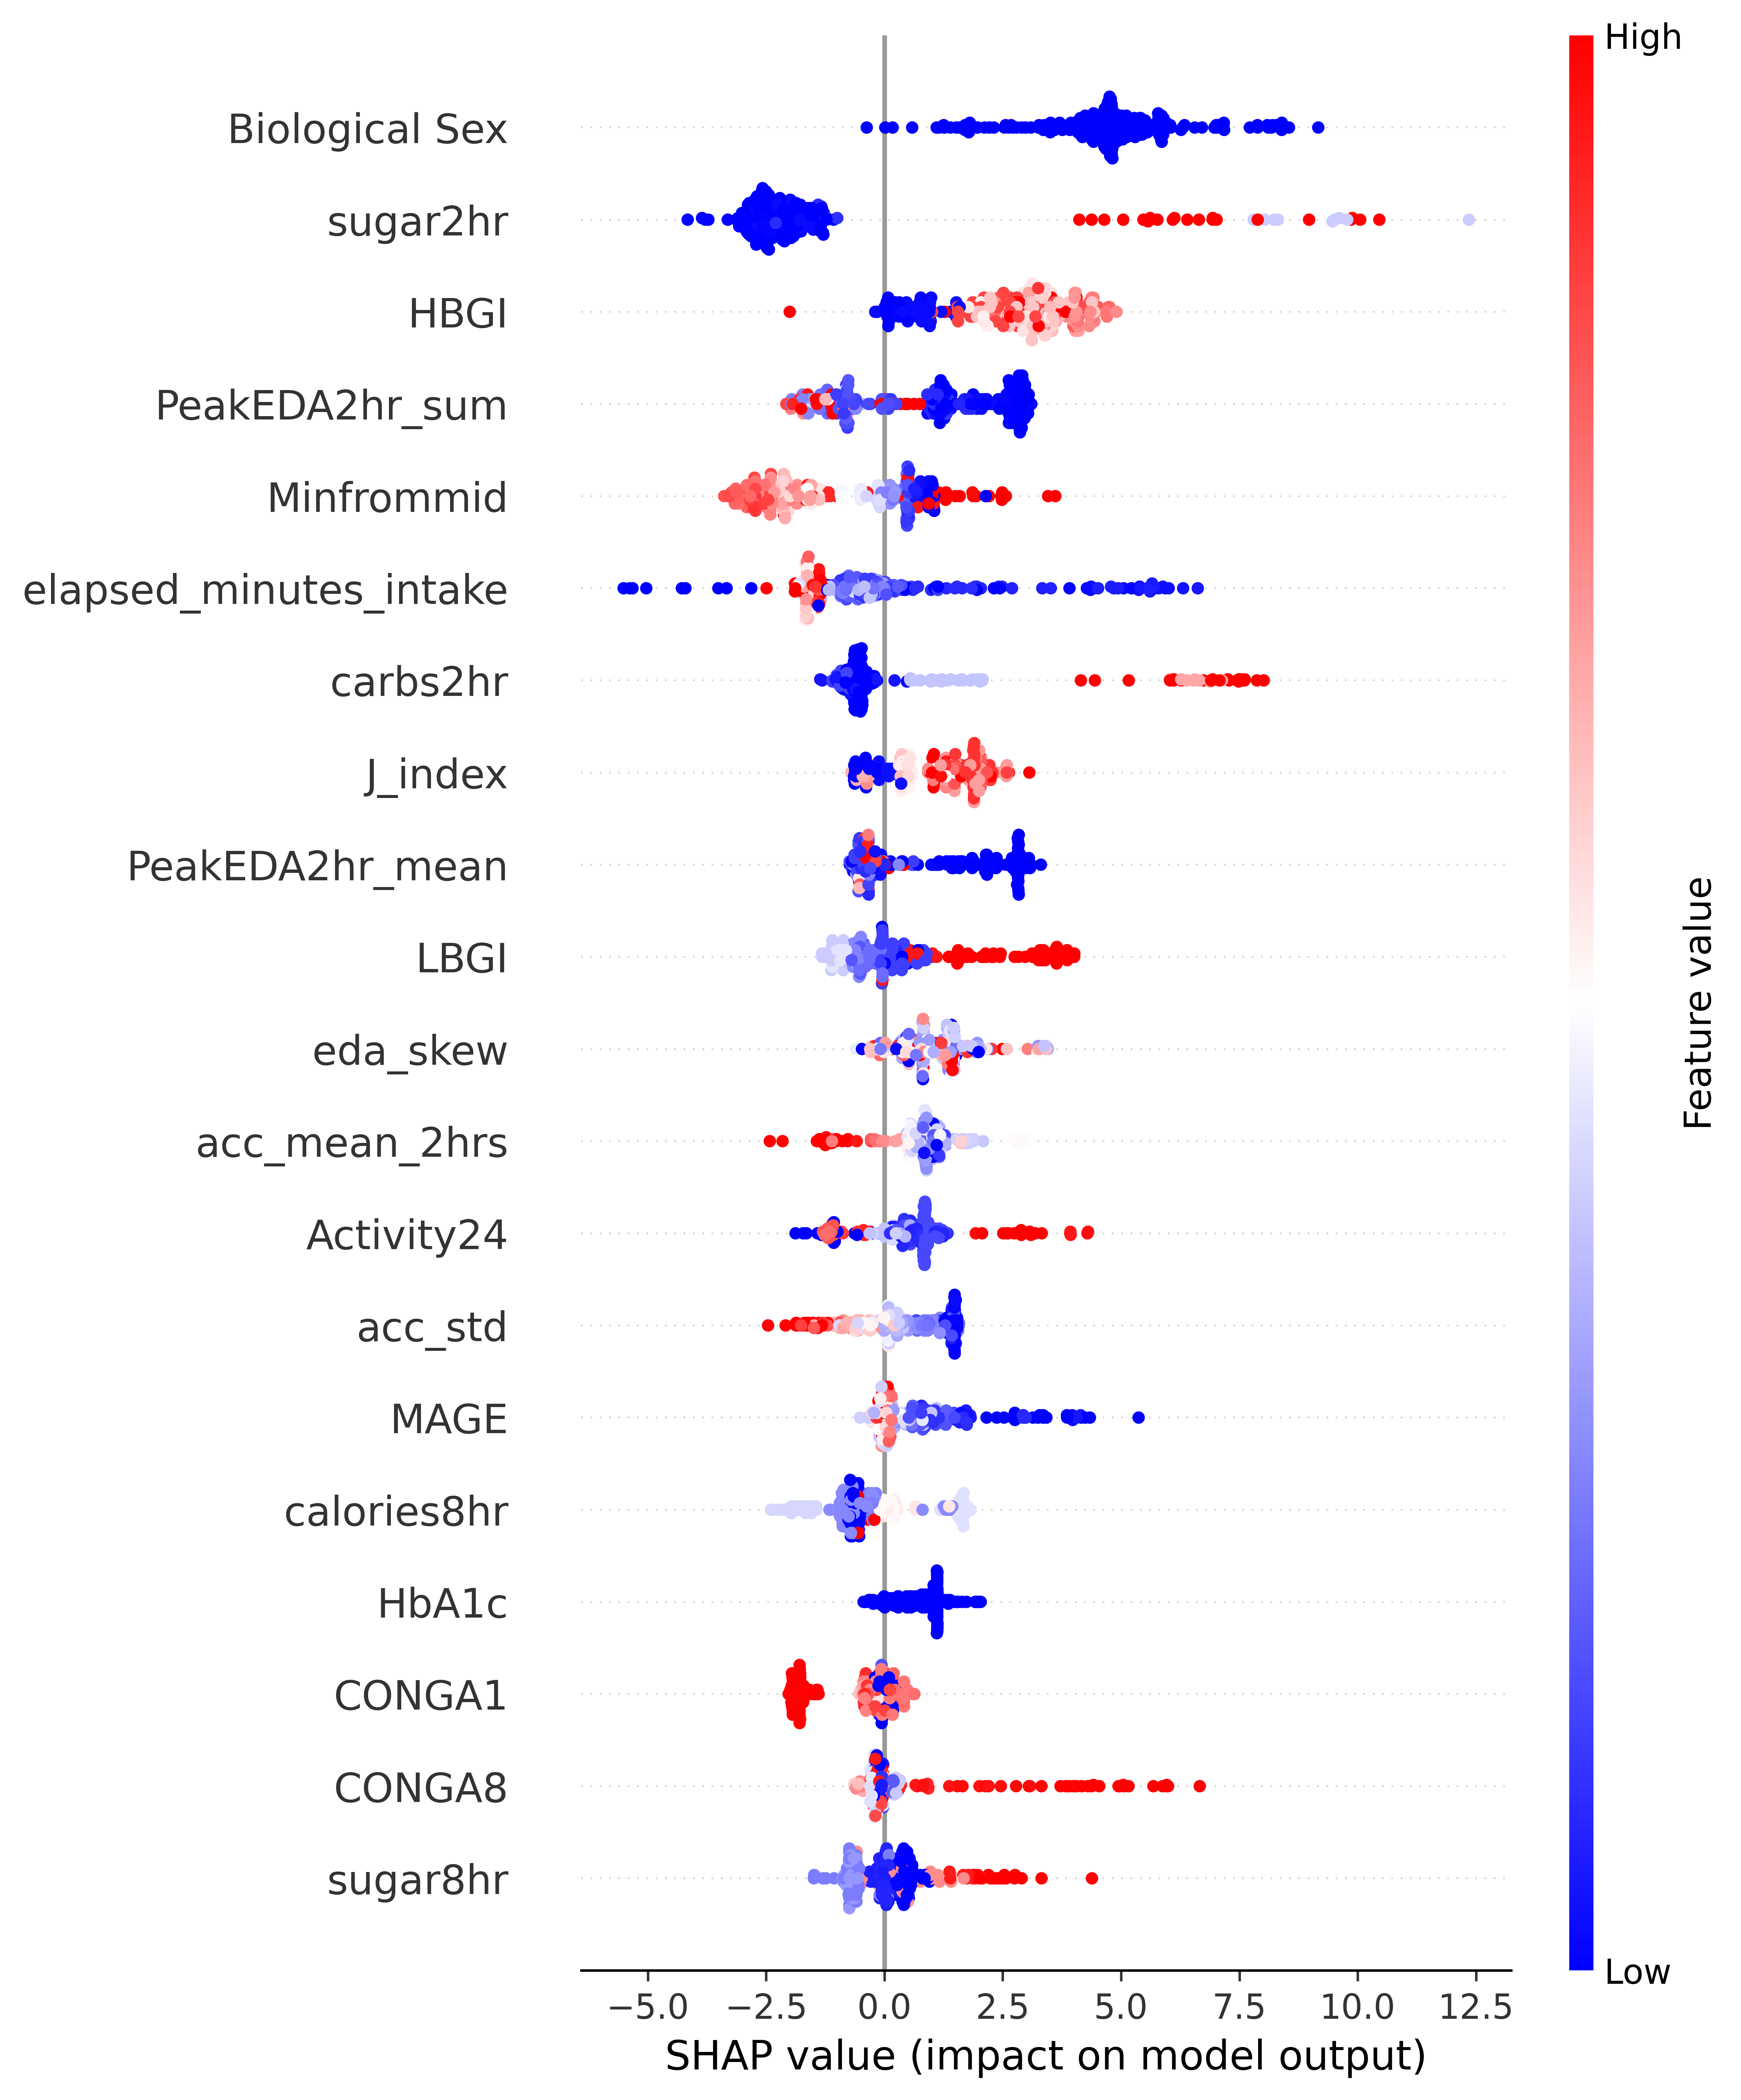 High
Biological Sex
sugar2hr
HBGI
PeakEDA2hr_sum
Minfrommid
elapsed_minutes_intake
carbs2hr
J_index
PeakEDA2hr_mean
LBGI
eda_skew
acc_mean_2hrs
Activity24
acc_std
MAGE
calories8hr
HbA1c
CONGA1
CONGA8
sugar8hr
Feature value
Low
−5.0 −2.5 0.0 2.5 5.0 7.5 10.0 12.5
SHAP value (impact on model output)